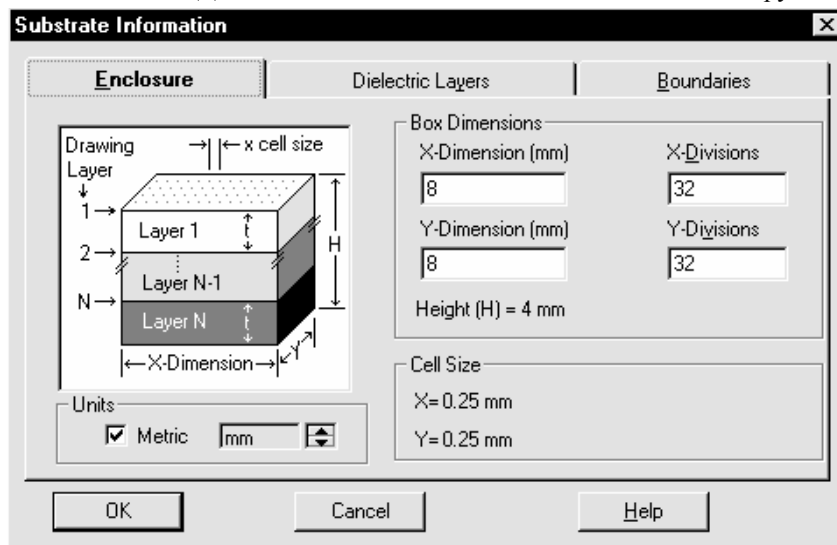 Substrate Information
Enclosure
Dielectric Layers
Boundaries
Drawing
Layer
x cell size
1
Layer 1
t
H
2
Layer N-1
N
Layer N
t
X-Dimension
Y
Units
Metric
mm
Box Dimensions
X-Dimension (mm)
X-Divisions
8
32
Y-Dimension (mm)
Y-Divisions
8
32
Height (H) = 4 mm
Cell Size
X= 0.25 mm
Y= 0.25 mm
OK
Cancel
Help